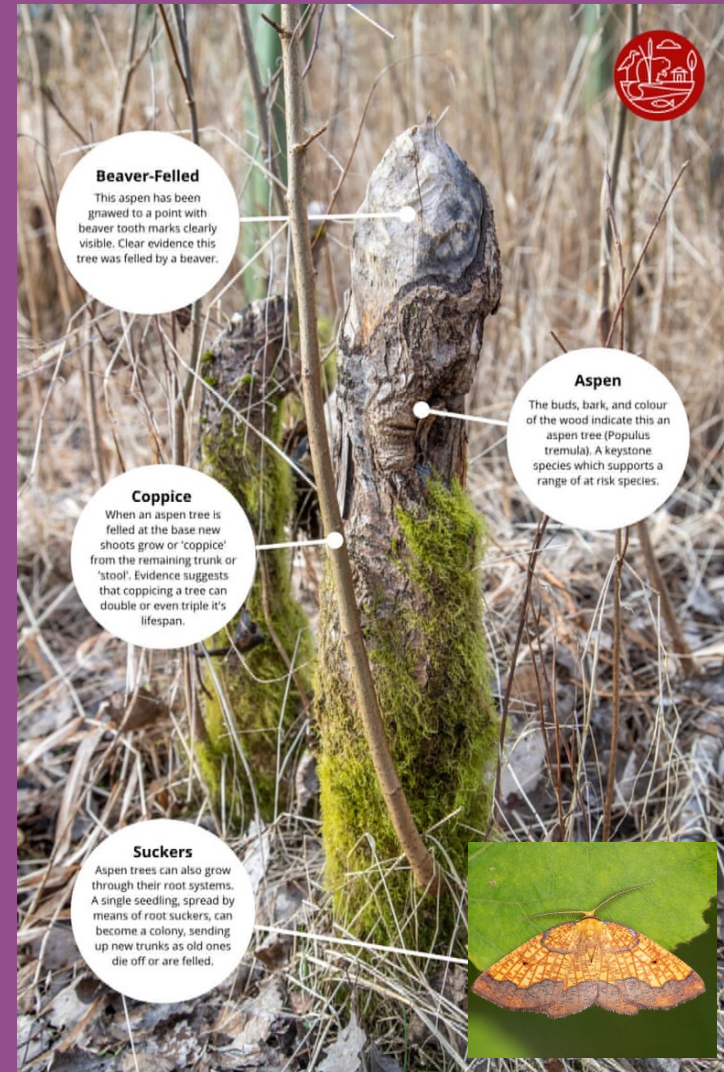 Beaver-Felled
This aspen has been
gnawed to a point with
beaver tooth marks clearly
visible. Clear evidence this
tree was felled by a beaver.
Aspen
The buds, bark, and colour
of the wood indicate this an
aspen tree (Populus
tremula). A keystone
species which supports a
range of at risk species.
Coppice
When an aspen tree is
felled at the base new
shoots grow or 'coppice'
from the remaining trunk or
'stool'. Evidence suggests
that coppicing a tree can
double or even triple it's
lifespan.
Suckers
Aspen trees can also grow
through their root systems.
A single seedling, spread by
means of root suckers, can
become a colony, sending
up new trunks as old ones
die off or are felled.